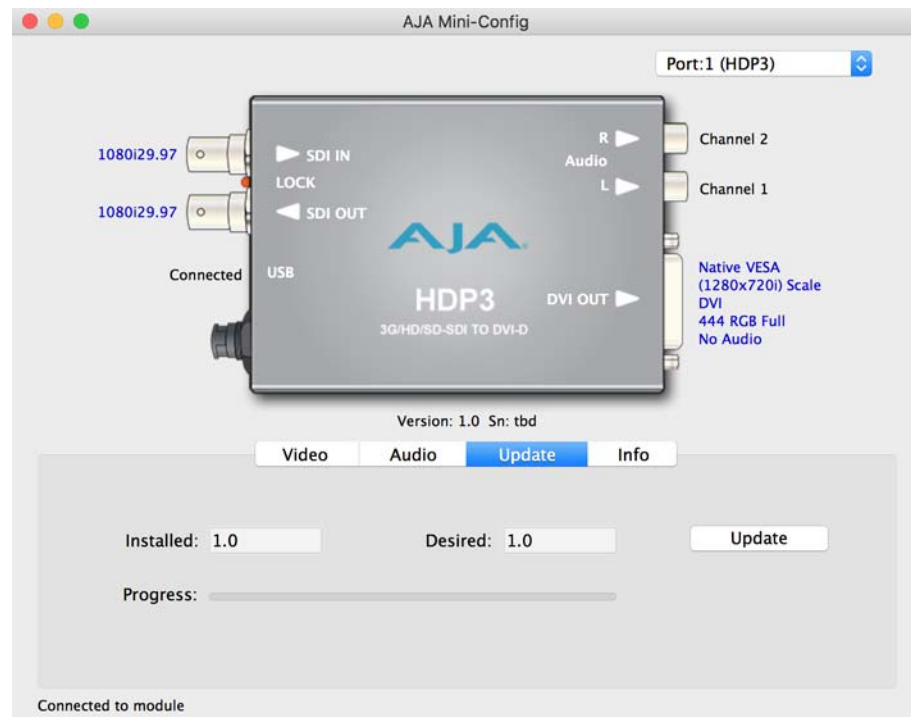 AJA Mini-Config
Port:1 (HDP3)
1080i29.97
SDI IN
LOCK
1080i29.97
SDI OUT
Connected
USB
R
Audio
L
Channel 2
Channel 1
AJA
HDP3
3G/HD/SD-SDI TO DVI-D
DVI OUT
Native VESA
(1280x720i) Scale
DVI
444 RGB Full
No Audio
Version: 1.0 Sn: tbd
Video Audio Update Info
Installed: 1.0 Desired: 1.0 Update
Progress:
Connected to module